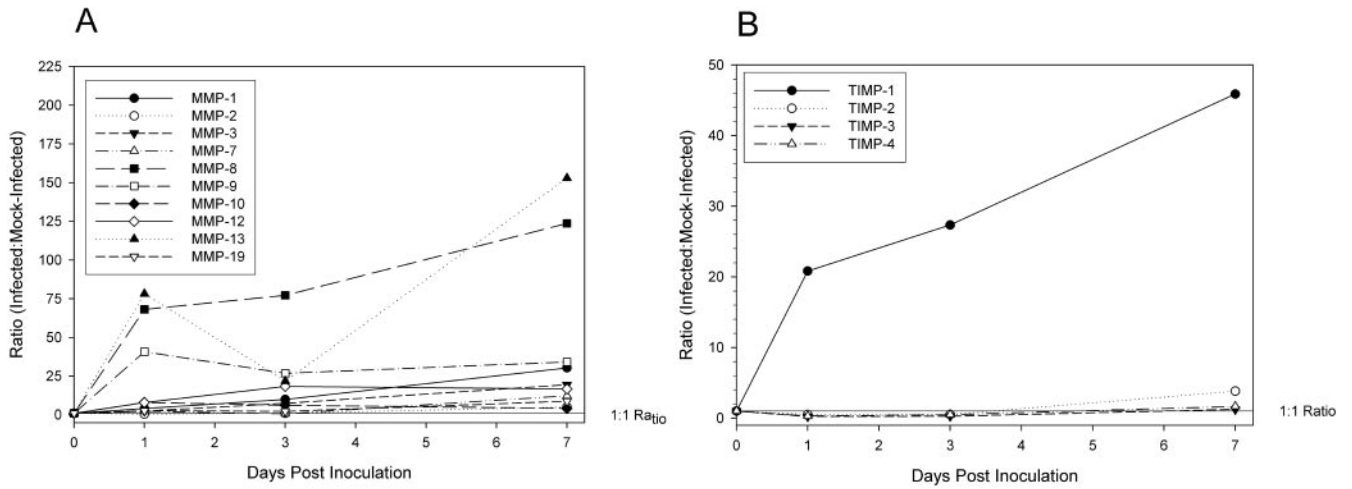 A
225
200
175
150
125
100
75
50
25
0
Ratio (Infected:Mock-Infected)
MMP-1
MMP-2
MMP-3
MMP-7
MMP-8
MMP-9
MMP-10
MMP-12
MMP-13
MMP-19
1:1 Ratio
0 1 2 3 4 5 6 7
Days Post Inoculation
B
50
40
30
20
10
0
Ratio (Infected:Mock-Infected)
TIMP-1
TIMP-2
TIMP-3
TIMP-4
1:1 Ratio
0 1 2 3 4 5 6 7
Days Post Inoculation